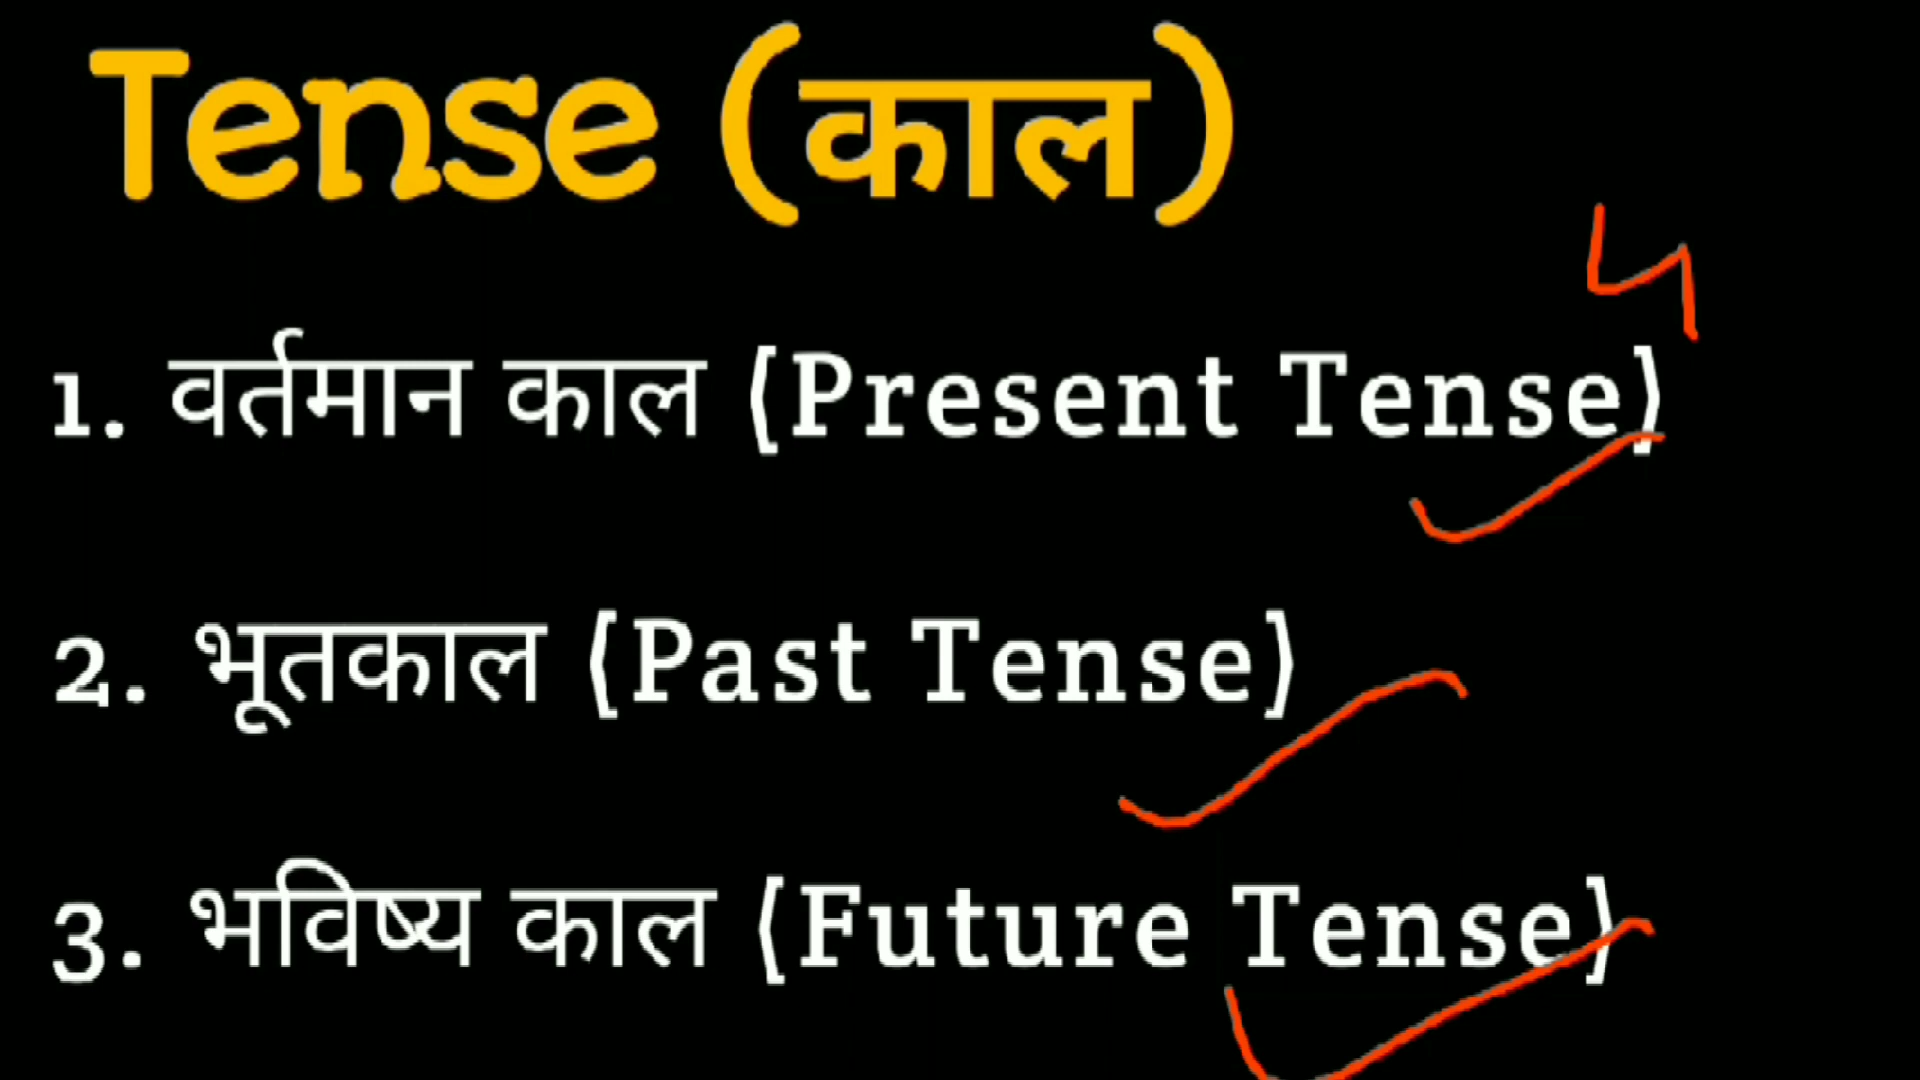 Tense (काल)
1. वर्तमान काल (Present Tense)
2. भूतकाल (Past Tense)
3. भविष्य काल (Future Tense)